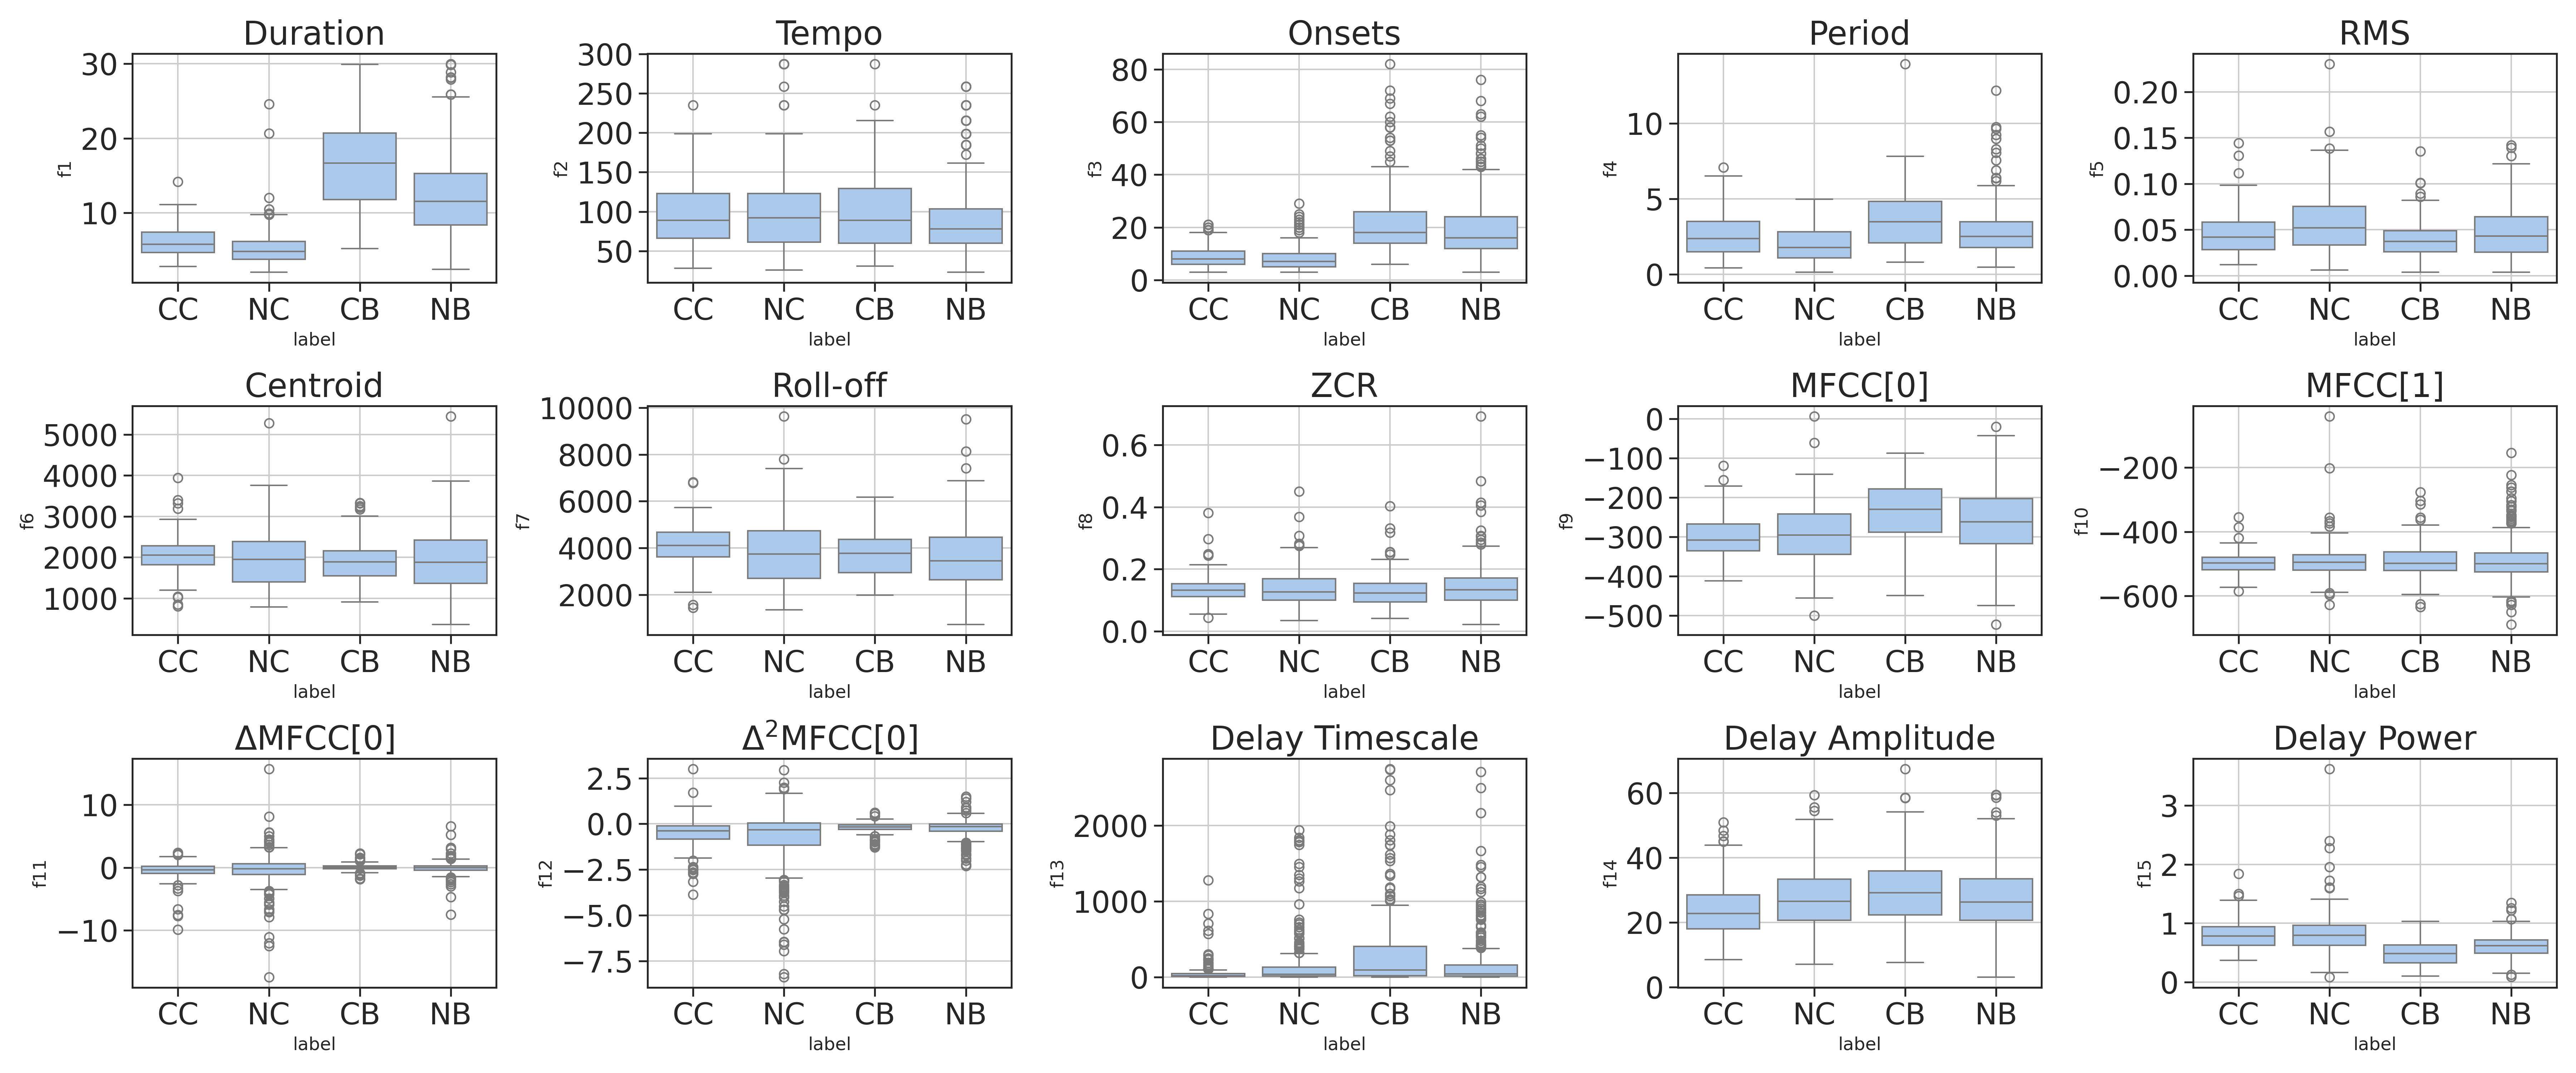 Duration
30
20
10
f1
CC NC CB NB
label
Tempo
300
250
200
150
100
50
f2
CC NC CB NB
label
Onsets
80
60
40
20
0
f3
CC NC CB NB
label
Period
10
5
0
f4
CC NC CB NB
label
RMS
0.20
0.15
0.10
0.05
0.00
f5
CC NC CB NB
label
Centroid
5000
4000
3000
2000
1000
f6
CC NC CB NB
label
Roll-off
10000
8000
6000
4000
2000
f7
CC NC CB NB
label
ZCR
0.6
0.4
0.2
0.0
f8
CC NC CB NB
label
MFCC[0]
0
−100
−200
−300
−400
−500
f9
CC NC CB NB
label
MFCC[1]
−200
−400
−600
f10
CC NC CB NB
label
ΔMFCC[0]
10
0
−10
f11
CC NC CB NB
label
Δ²MFCC[0]
2.5
0.0
−2.5
−5.0
−7.5
f12
CC NC CB NB
label
Delay Timescale
2000
1000
0
f13
CC NC CB NB
label
Delay Amplitude
60
40
20
0
f14
CC NC CB NB
label
Delay Power
3
2
1
0
f15
CC NC CB NB
label